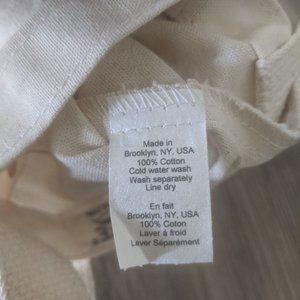 Made in
Brooklyn, NY, USA
100% Cotton
Cold water wash
Wash separately
Line dry
En fait
Brooklyn, NY, USA
100% Coton
Laver à froid
Laver Séparément